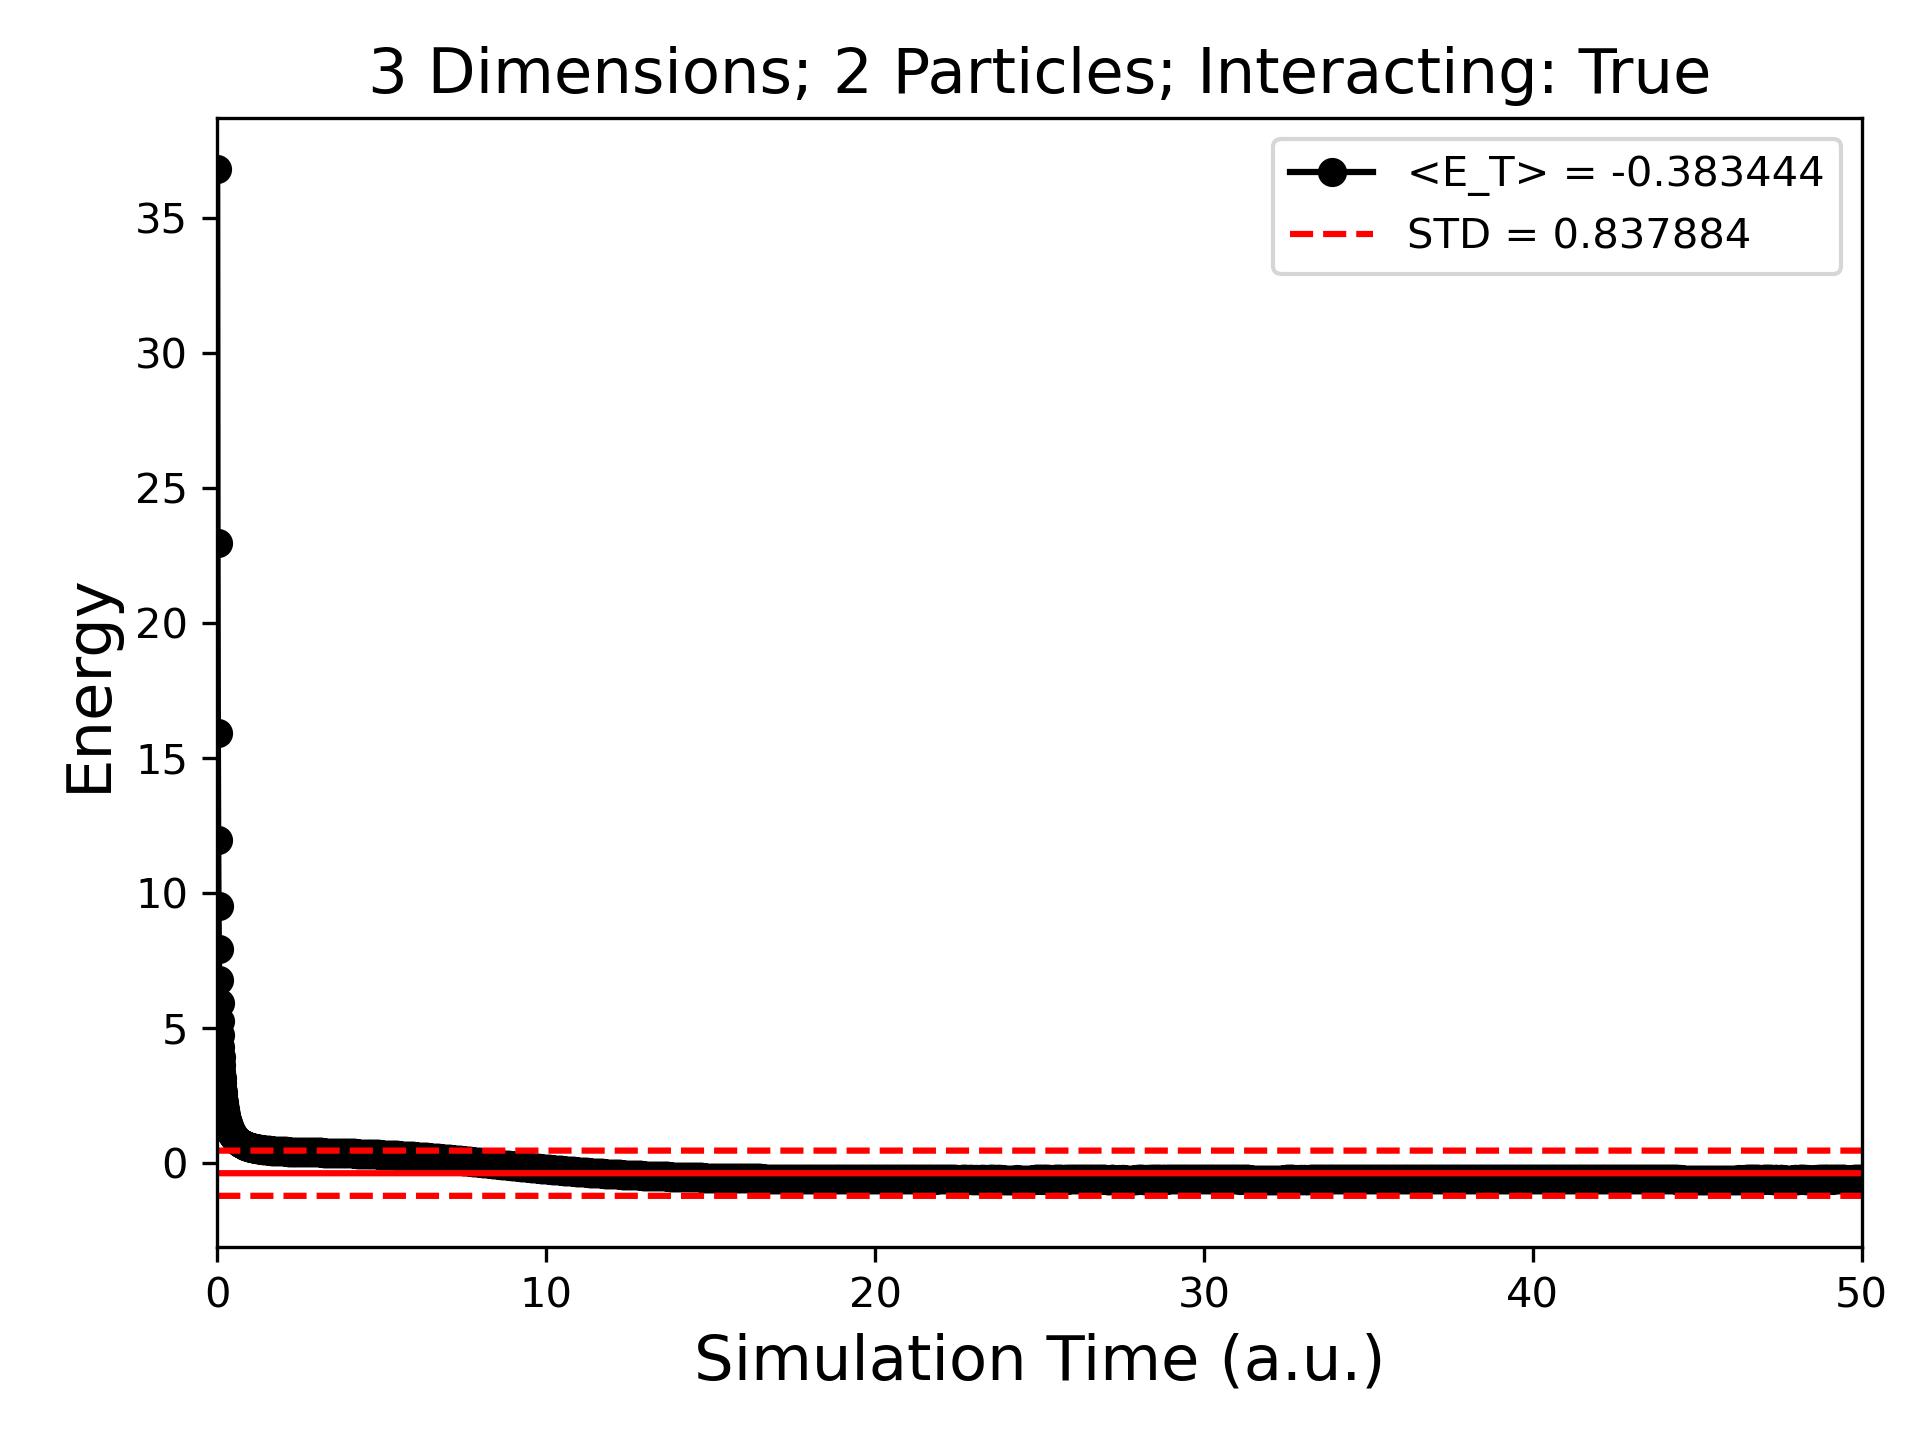 3 Dimensions; 2 Particles; Interacting: True
<E_T> = -0.383444
STD = 0.837884
Energy
35
30
25
20
15
10
5
0
0 10 20 30 40 50
Simulation Time (a.u.)